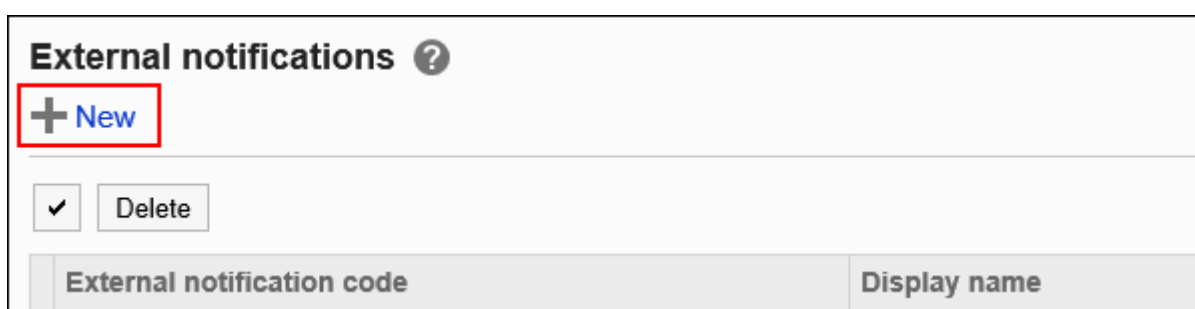 External notifications ?
New
Delete
External notification code Display name